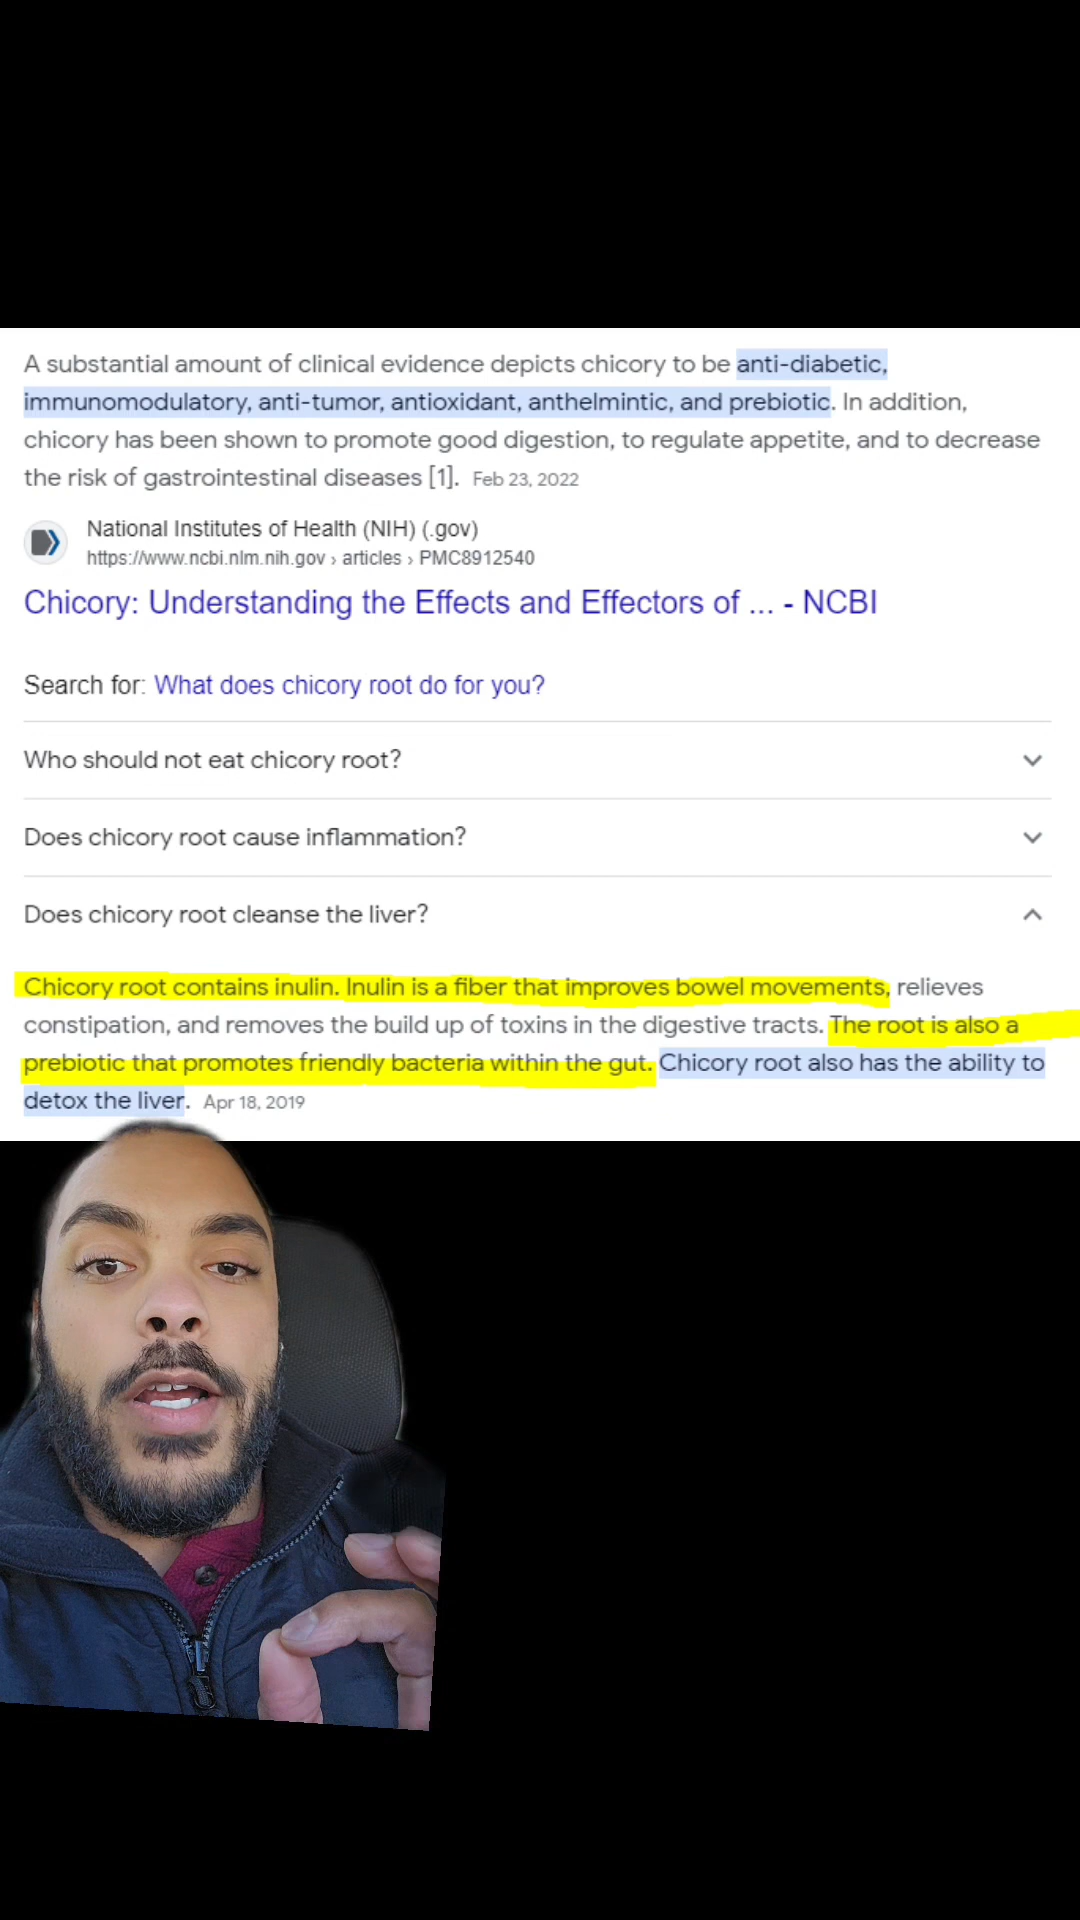 A substantial amount of clinical evidence depicts chicory to be anti-diabetic,
immunomodulatory, anti-tumor, antioxidant, anthelmintic, and prebiotic. In addition,
chicory has been shown to promote good digestion, to regulate appetite, and to decrease
the risk of gastrointestinal diseases [1]. Feb 23, 2022
National Institutes of Health (NIH) (.gov)
https://www.ncbi.nlm.nih.gov › articles › PMC8912540
Chicory: Understanding the Effects and Effectors of ... - NCBI
Search for: What does chicory root do for you?
Who should not eat chicory root?
Does chicory root cause inflammation?
Does chicory root cleanse the liver?
Chicory root contains inulin. Inulin is a fiber that improves bowel movements, relieves
constipation, and removes the build up of toxins in the digestive tracts. The root is also a
prebiotic that promotes friendly bacteria within the gut. Chicory root also has the ability to
detox the liver. Apr 18, 2019